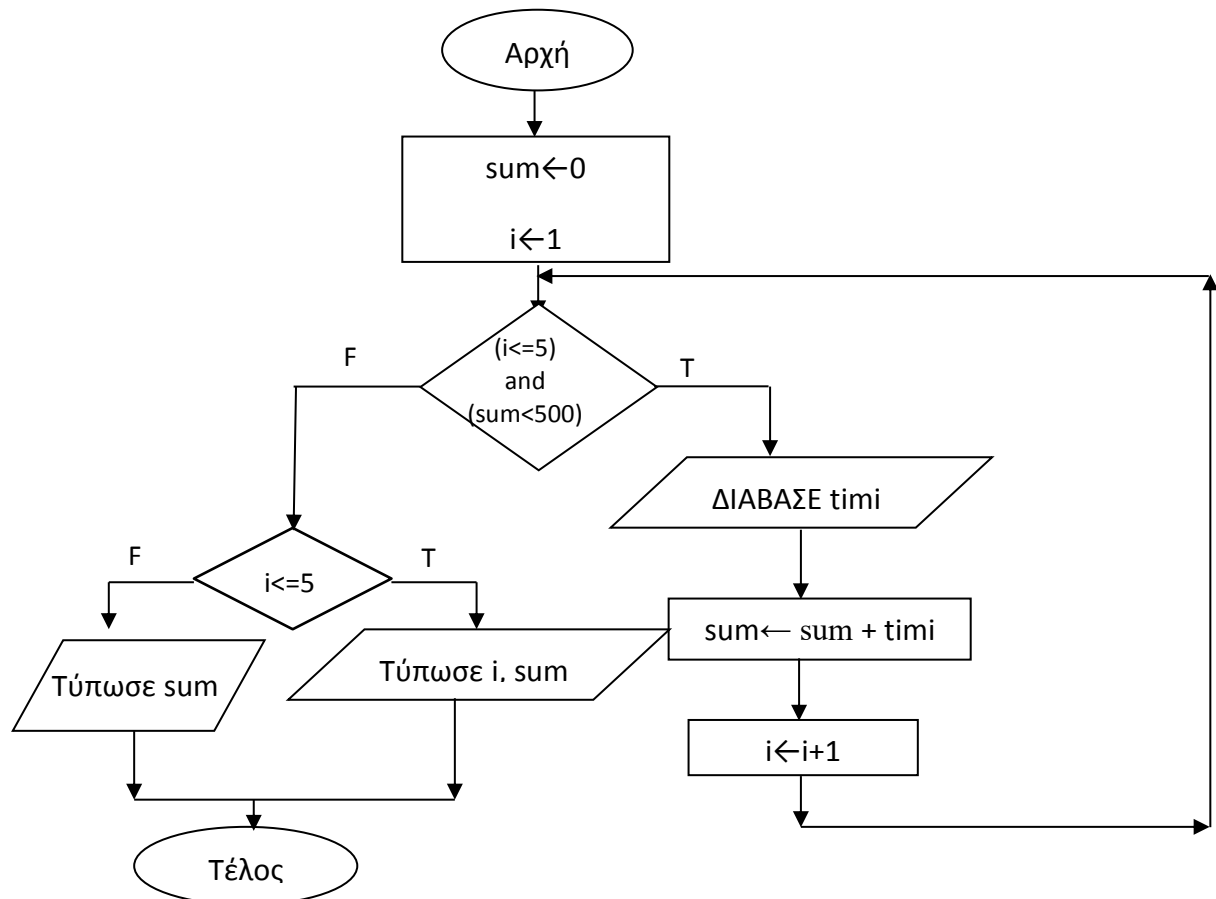 Αρχή
sum←0
i←1
(i<=5)
and
(sum<500)
F
T
ΔΙΑΒΑΣΕ timi
F
T
i<=5
sum← sum + timi
Τύπωσε sum
Τύπωσε i, sum
i←i+1
Τέλος